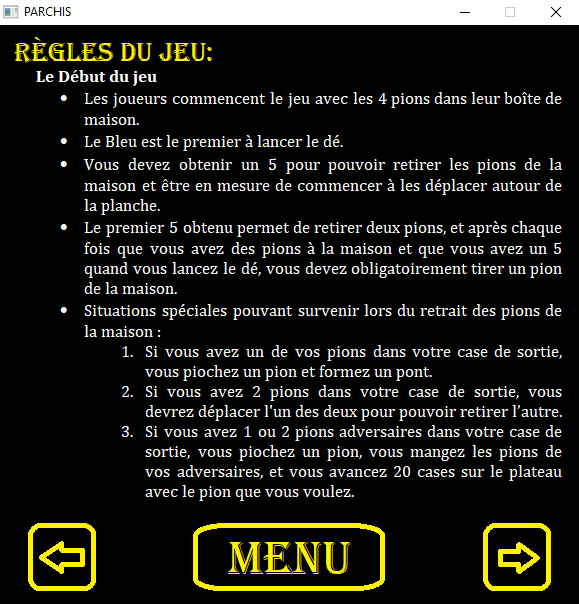 PARCHIS
RÈGLES DU JEU:
Le Début du jeu
• Les joueurs commencent le jeu avec les 4 pions dans leur boîte de
maison.
• Le Bleu est le premier à lancer le dé.
• Vous devez obtenir un 5 pour pouvoir retirer les pions de la
maison et être en mesure de commencer à les déplacer autour de
la planche.
• Le premier 5 obtenu permet de retirer deux pions, et après chaque
fois que vous avez des pions à la maison et que vous avez un 5
quand vous lancez le dé, vous devez obligatoirement tirer un pion
de la maison.
• Situations spéciales pouvant survenir lors du retrait des pions de
la maison :
1. Si vous avez un de vos pions dans votre case de sortie,
vous piochez un pion et formez un pont.
2. Si vous avez 2 pions dans votre case de sortie, vous
devrez déplacer l'un des deux pour pouvoir retirer l'autre.
3. Si vous avez 1 ou 2 pions adversaires dans votre case de
sortie, vous piochez un pion, vous mangez les pions de
vos adversaires, et vous avancez 20 cases sur le plateau
avec le pion que vous voulez.
MENU